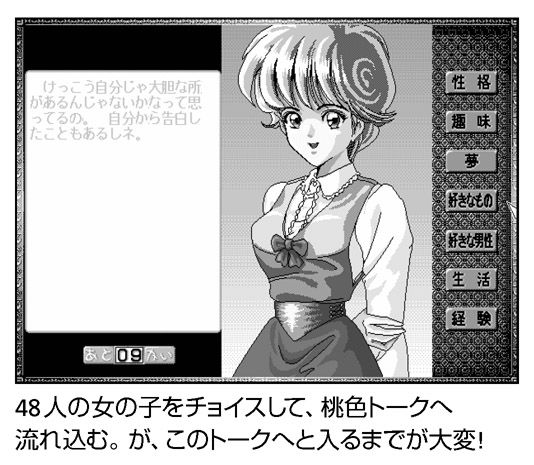 けっこう自分じゃ大胆な所
があるんじゃないかなって思
ってるの。　自分から告白し
たこともあるしネ。
性格
趣味
夢
好きなもの
好きな男性
生活
経験
あと09ない
48人の女の子をチョイスして、桃色トークへ
流れ込む。が、このトークへと入るまでが大変!